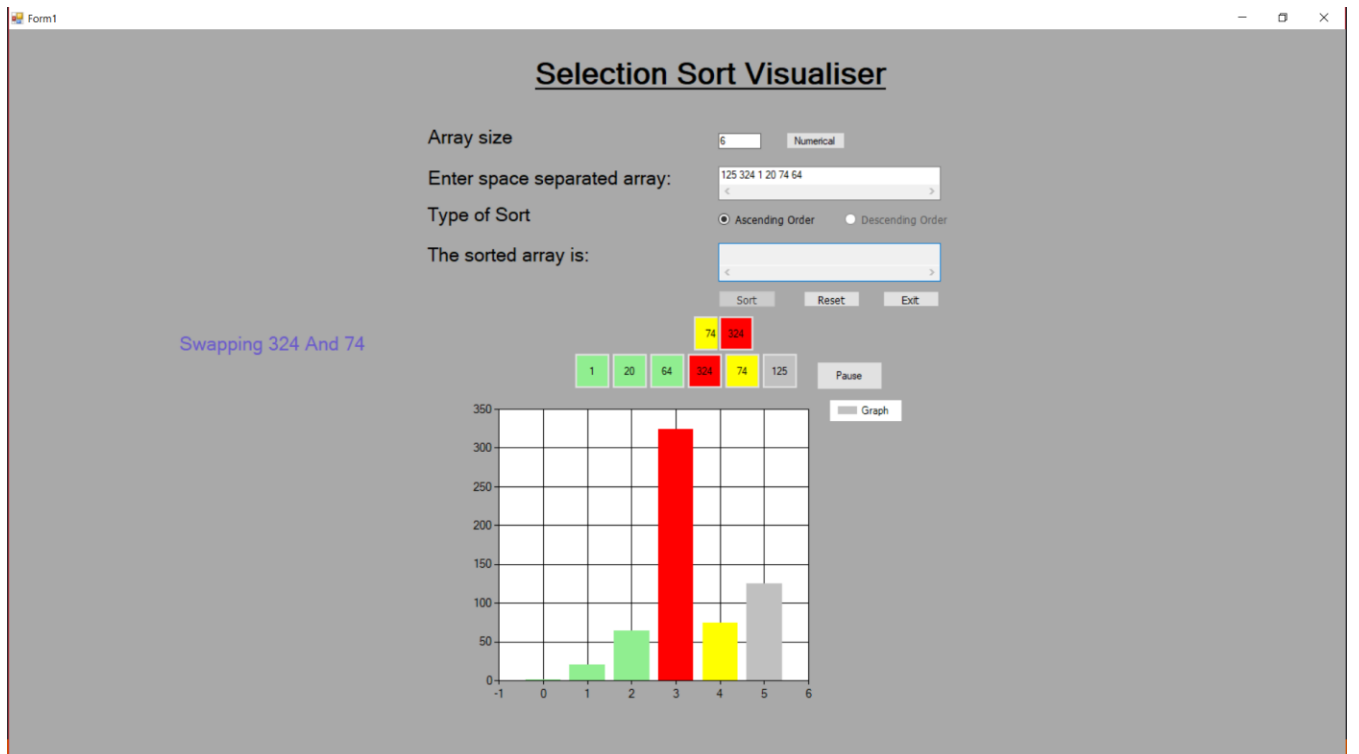 Form1
Selection Sort Visualiser
Array size 6 Numerical
Enter space separated array: 125 324 1 20 74 64
Type of Sort Ascending Order Descending Order
The sorted array is:
Sort Reset Exit
74 324
Swapping 324 And 74
1 20 64 324 74 125 Pause
Graph
350
300
250
200
150
100
50
0
-1 0 1 2 3 4 5 6